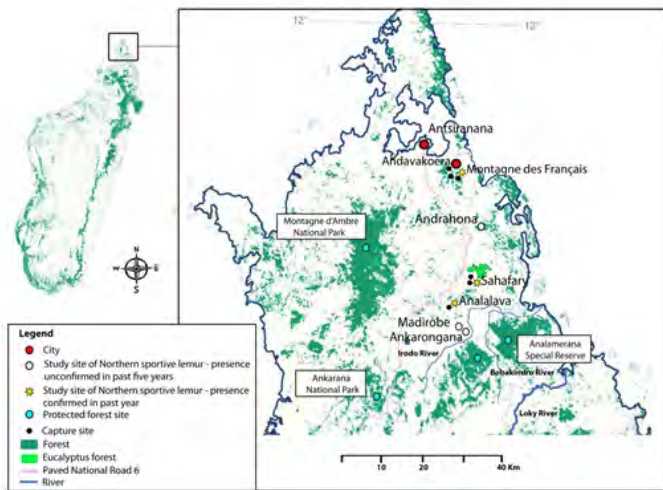 12°
12°
Antsiranana
Andavakoera
Montagne des Français
Andrahona
Montagne d'Ambre
National Park
Sahafary
Analalava
Madirobe
Ankarongana
Irodo River
Analamerana
Special Reserve
Bobakindro River
Ankarana
National Park
Loky River
N
W
E
S
Legend
City
Study site of Northern sportive lemur - presence
unconfirmed in past five years
Study site of Northern sportive lemur - presence
confirmed in past year
Protected forest site
Capture site
Forest
Eucalyptus forest
Paved National Road 6
River
10
20
40 Km